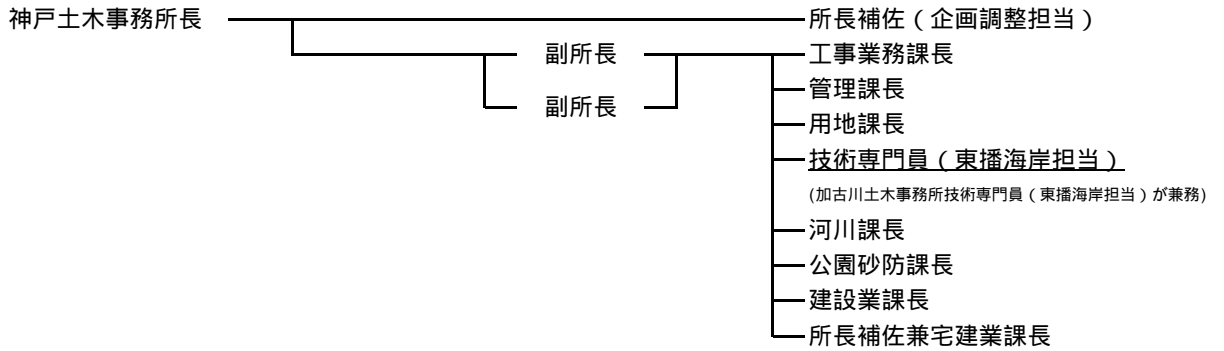 神戸土木事務所長 所長補佐（企画調整担当）
副所長 工事業務課長
管理課長
副所長
用地課長
技術専門員（東播海岸担当）
(加古川土木事務所技術専門員（東播海岸担当）が兼務)
河川課長
公園砂防課長
建設業課長
所長補佐兼宅建業課長